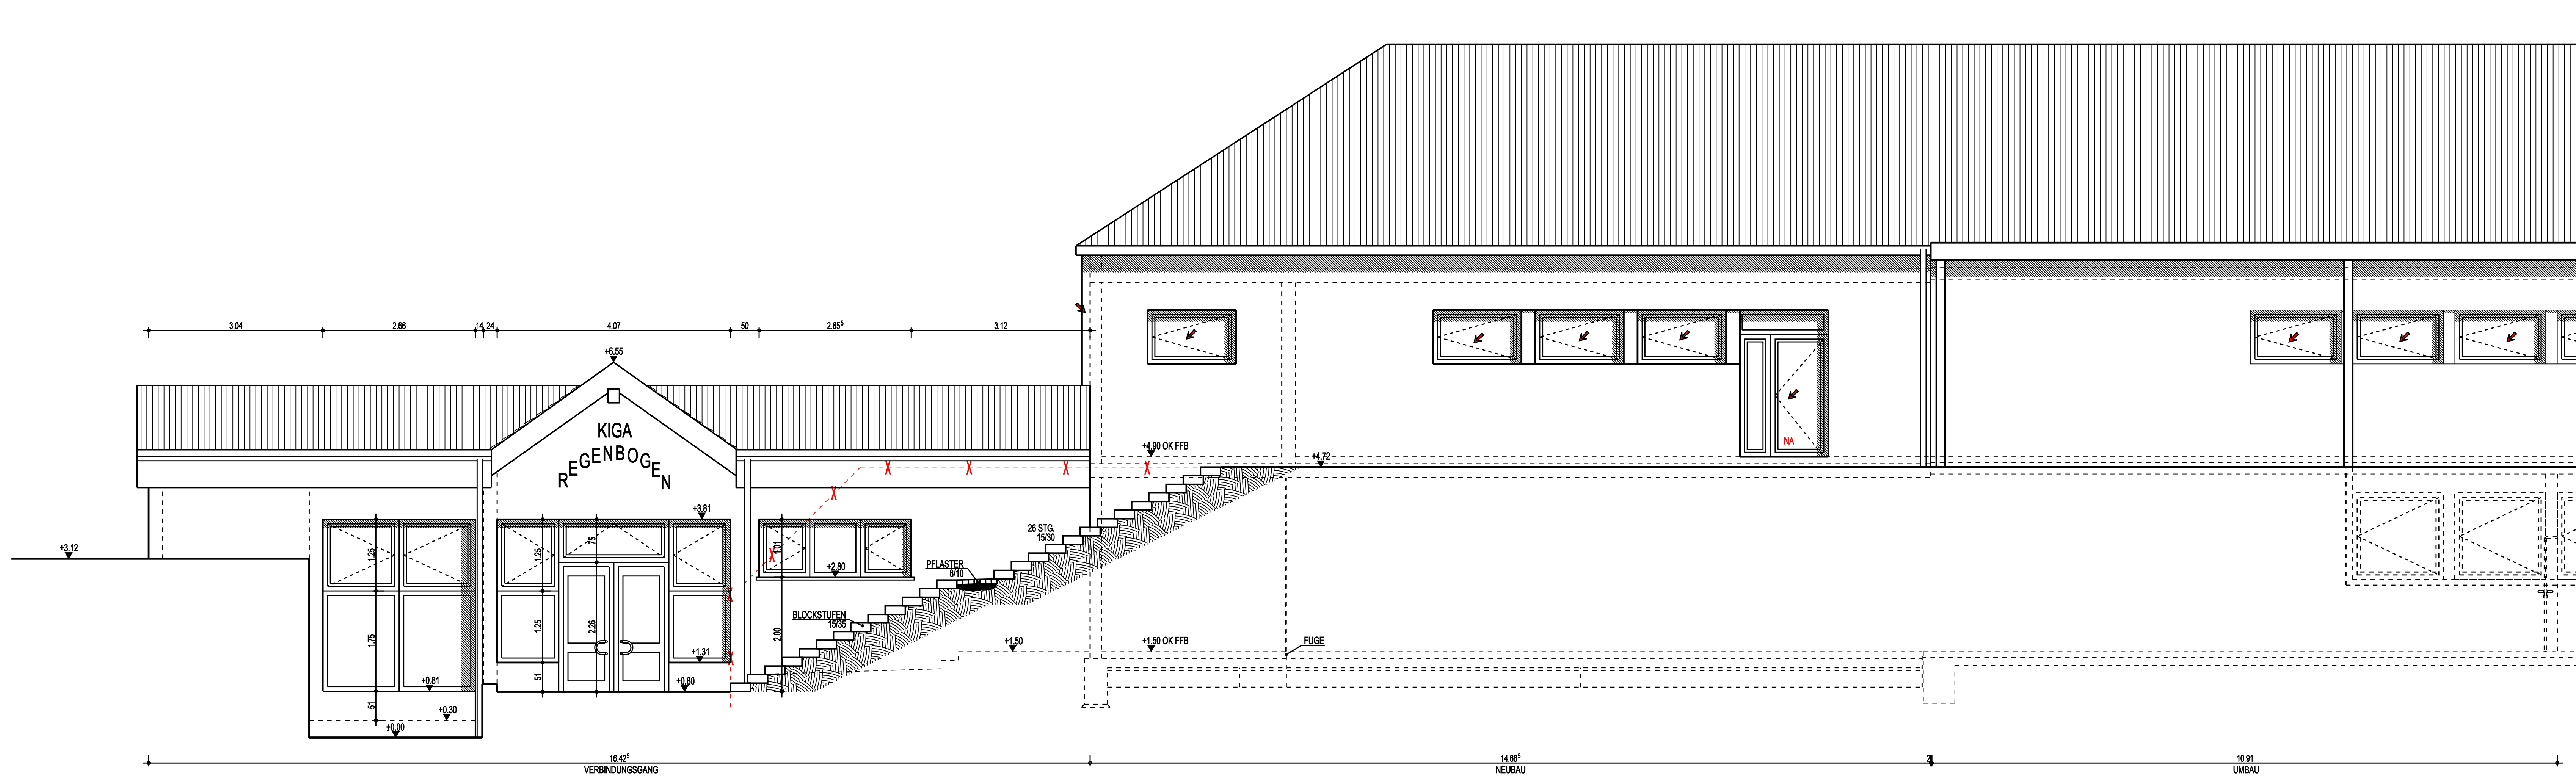 3.04 2.66 14 24 4.07 50 2.65⁵ 3.12
+6.55
KIGA
REGENBOGEN
+4.90 OK FFB
NA
+4.72
+3.12
+3.81
1.25 1.25 75 1.01
26 STG.
15/30
PFLASTER
8/10
+2.80
BLOCKSTUFEN
15/35
1.75 1.25 2.26 2.00
+1.50
+1.50 OK FFB
FUGE
+1.31
51
+0.81
+0.80
51
+0.30
±0.00
16.42⁵ 14.66⁵ 2 10.91
VERBINDUNGSGANG NEUBAU UMBAU